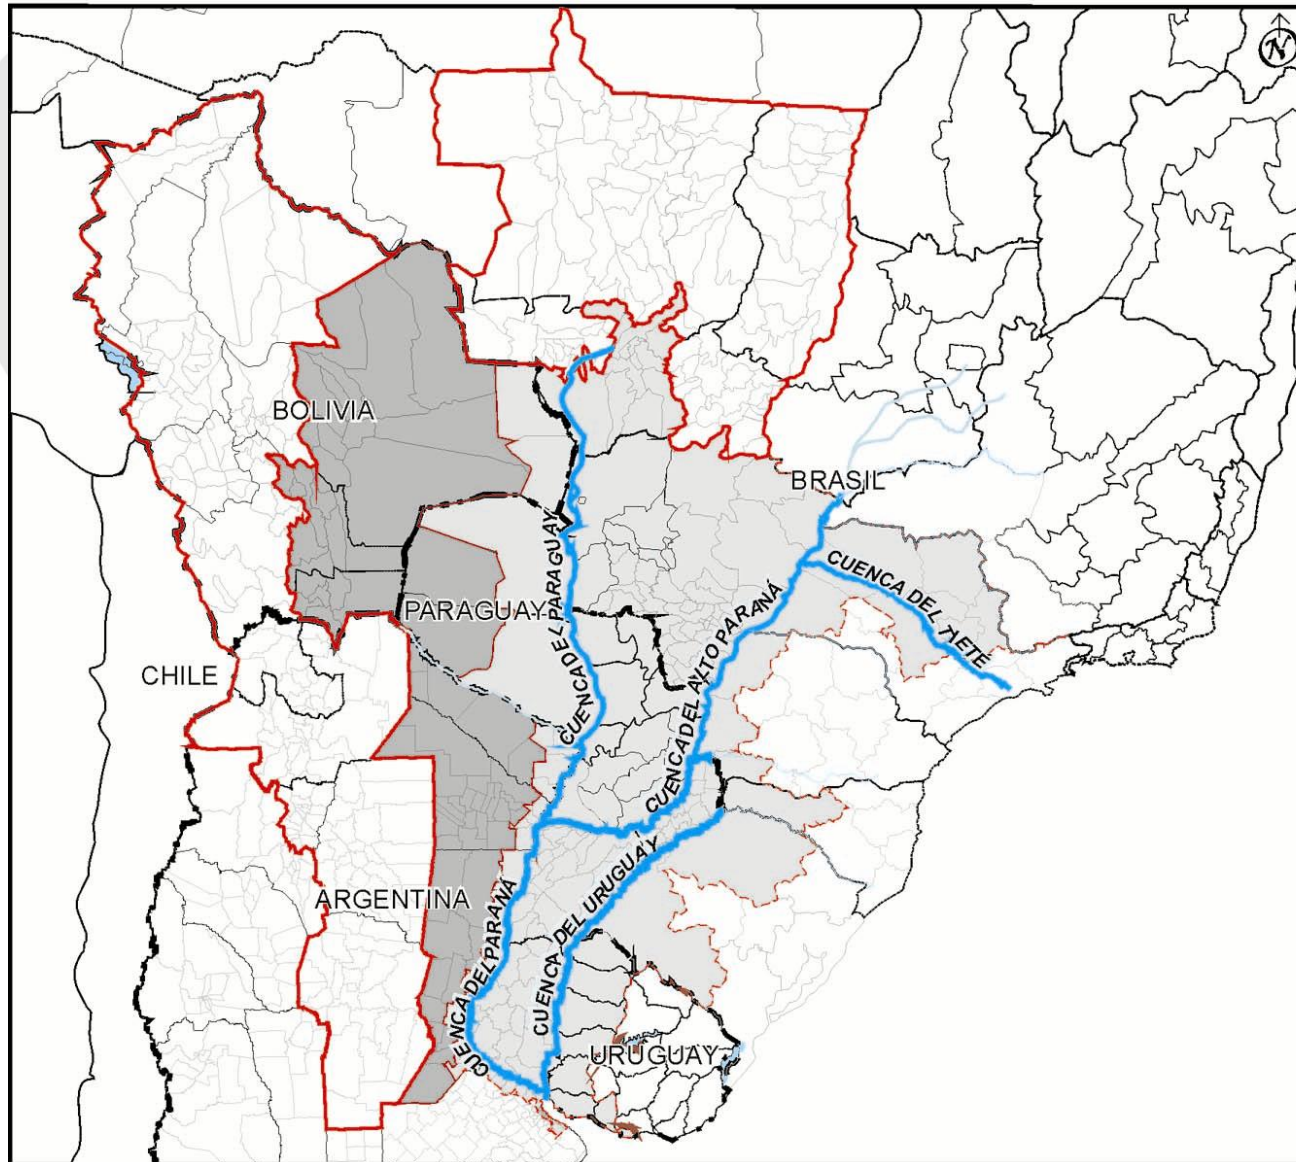 N
BOLIVIA
BRASIL
CUENCA DEL PARAGUAY
CUENCA DEL TIETÉ
PARAGUAY
CUENCA DEL ALTO PARANÁ
CHILE
ARGENTINA
CUENCA DEL PARANÁ
CUENCA DEL URUGUAY
URUGUAY